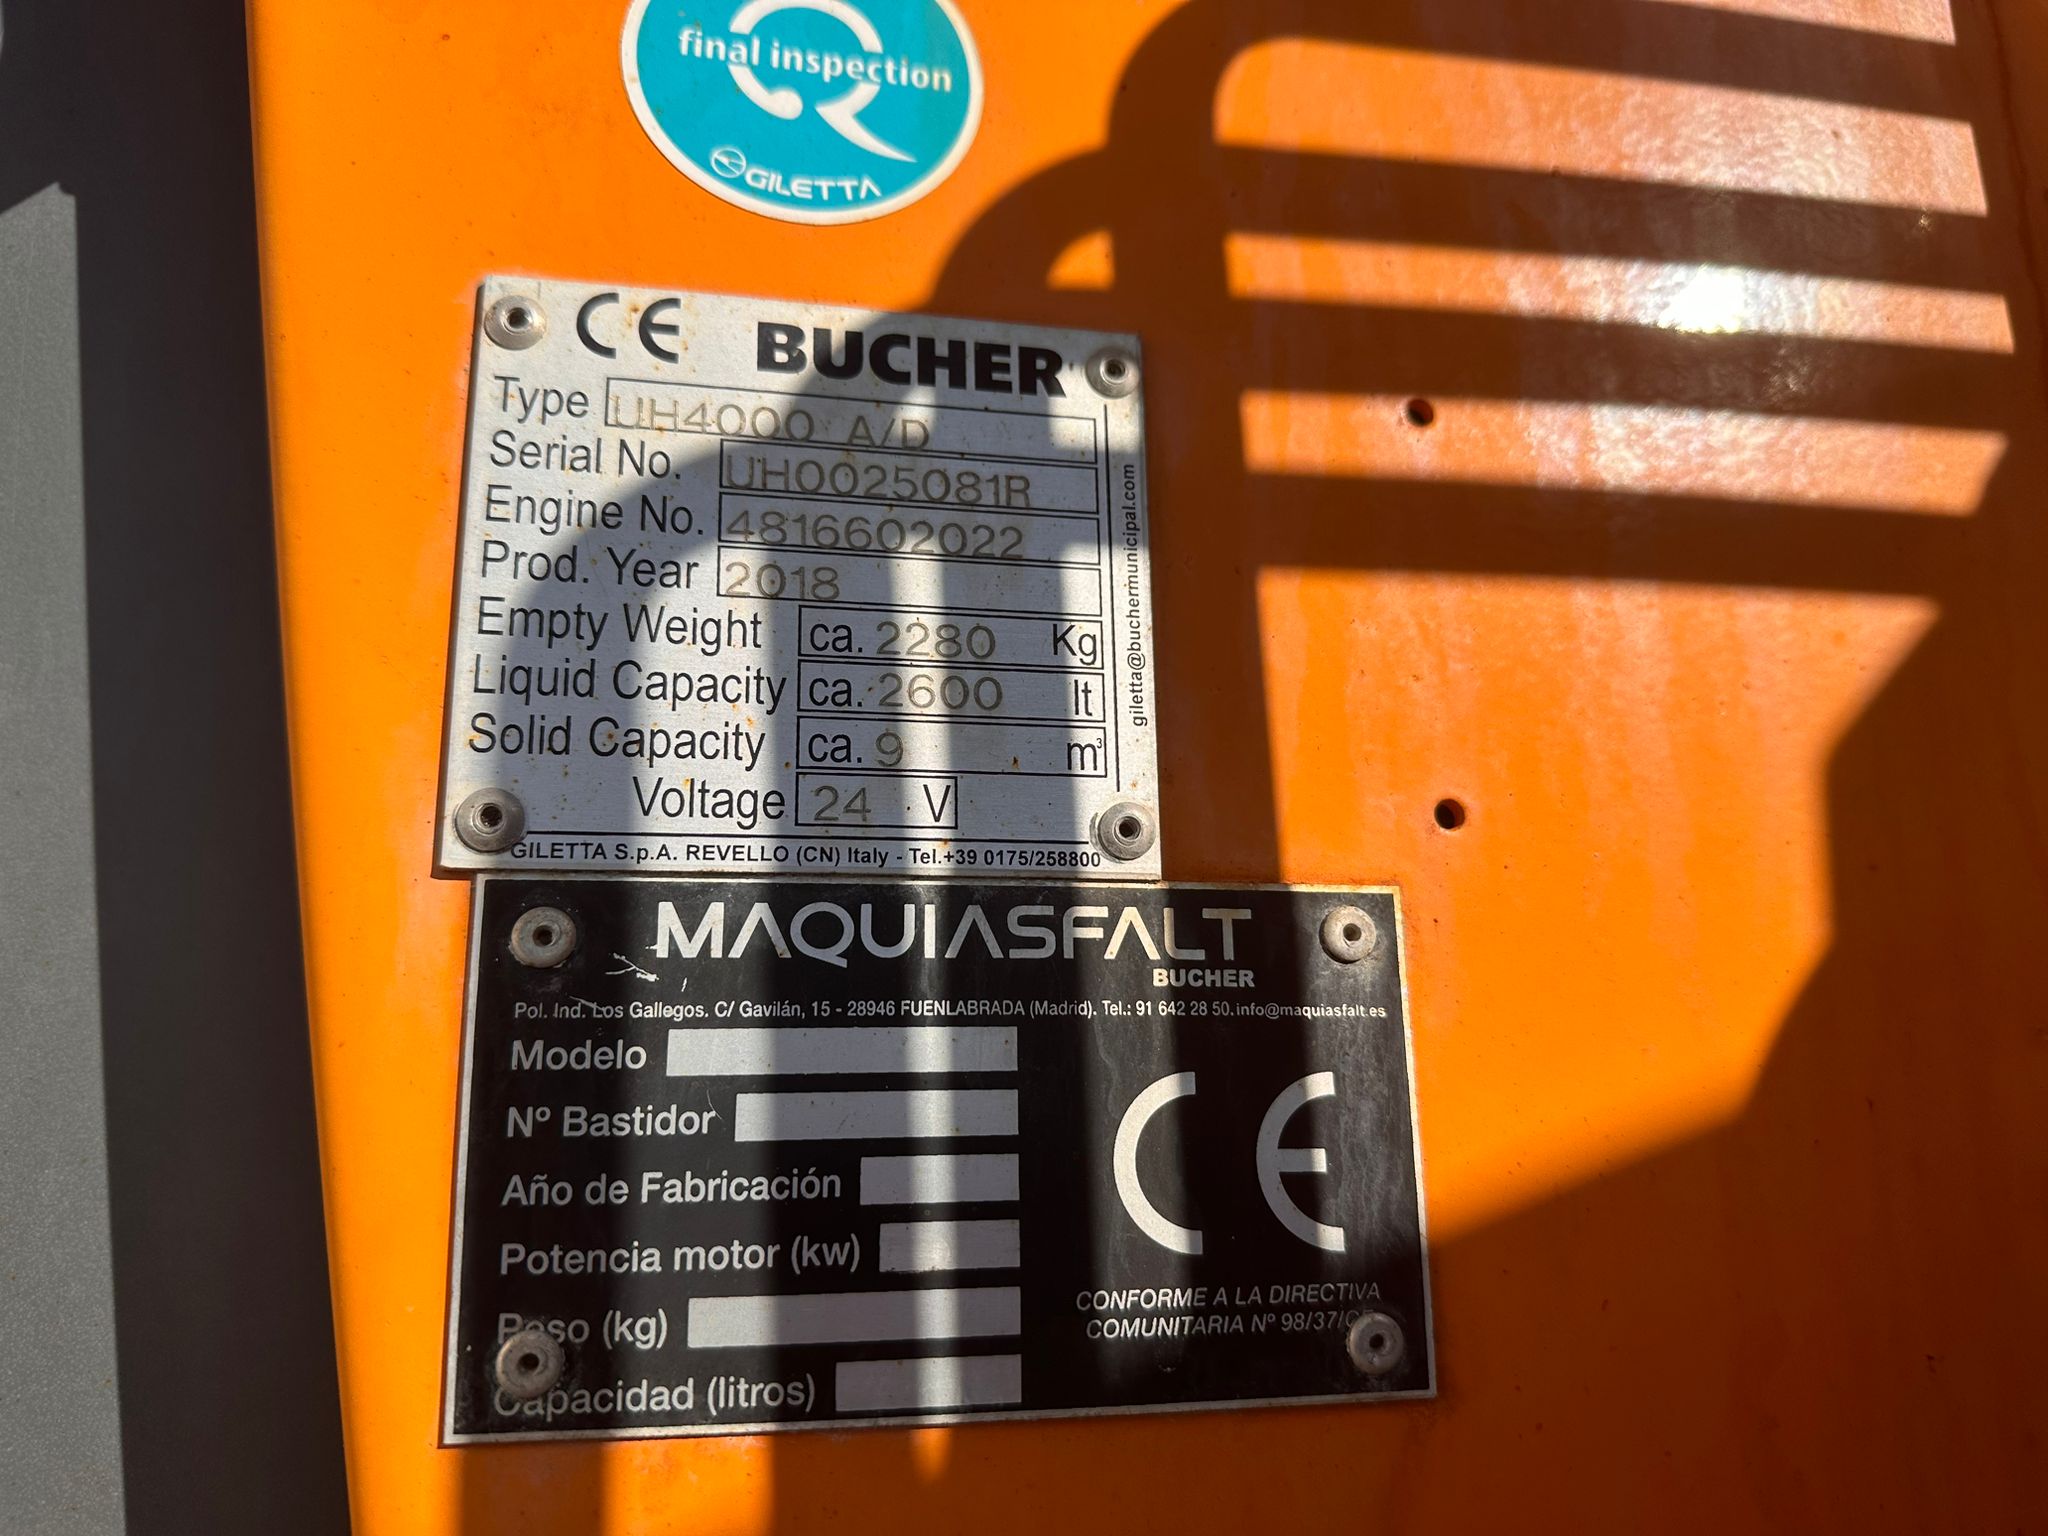 final inspection
GILETTA
CE BUCHER
Type UH4000 A/D
Serial No. UH0025081R
Engine No. 4816602022
Prod. Year 2018
Empty Weight ca. 2280 Kg
Liquid Capacity ca. 2600 lt
Solid Capacity ca. 9 m³
Voltage 24 V
GILETTA S.p.A. REVELLO (CN) Italy - Tel.+39 0175/258800
giletta@buchermunicipal.com
MAQUIASFALT
BUCHER
Pol. Ind. Los Gallegos. C/ Gavilán, 15 - 28946 FUENLABRADA (Madrid). Tel.: 91 642 28 50. info@maquiasfalt.es
Modelo
Nº Bastidor
Año de Fabricación
Potencia motor (kw)
Peso (kg)
Capacidad (litros)
CE
CONFORME A LA DIRECTIVA
COMUNITARIA Nº 98/37/CE